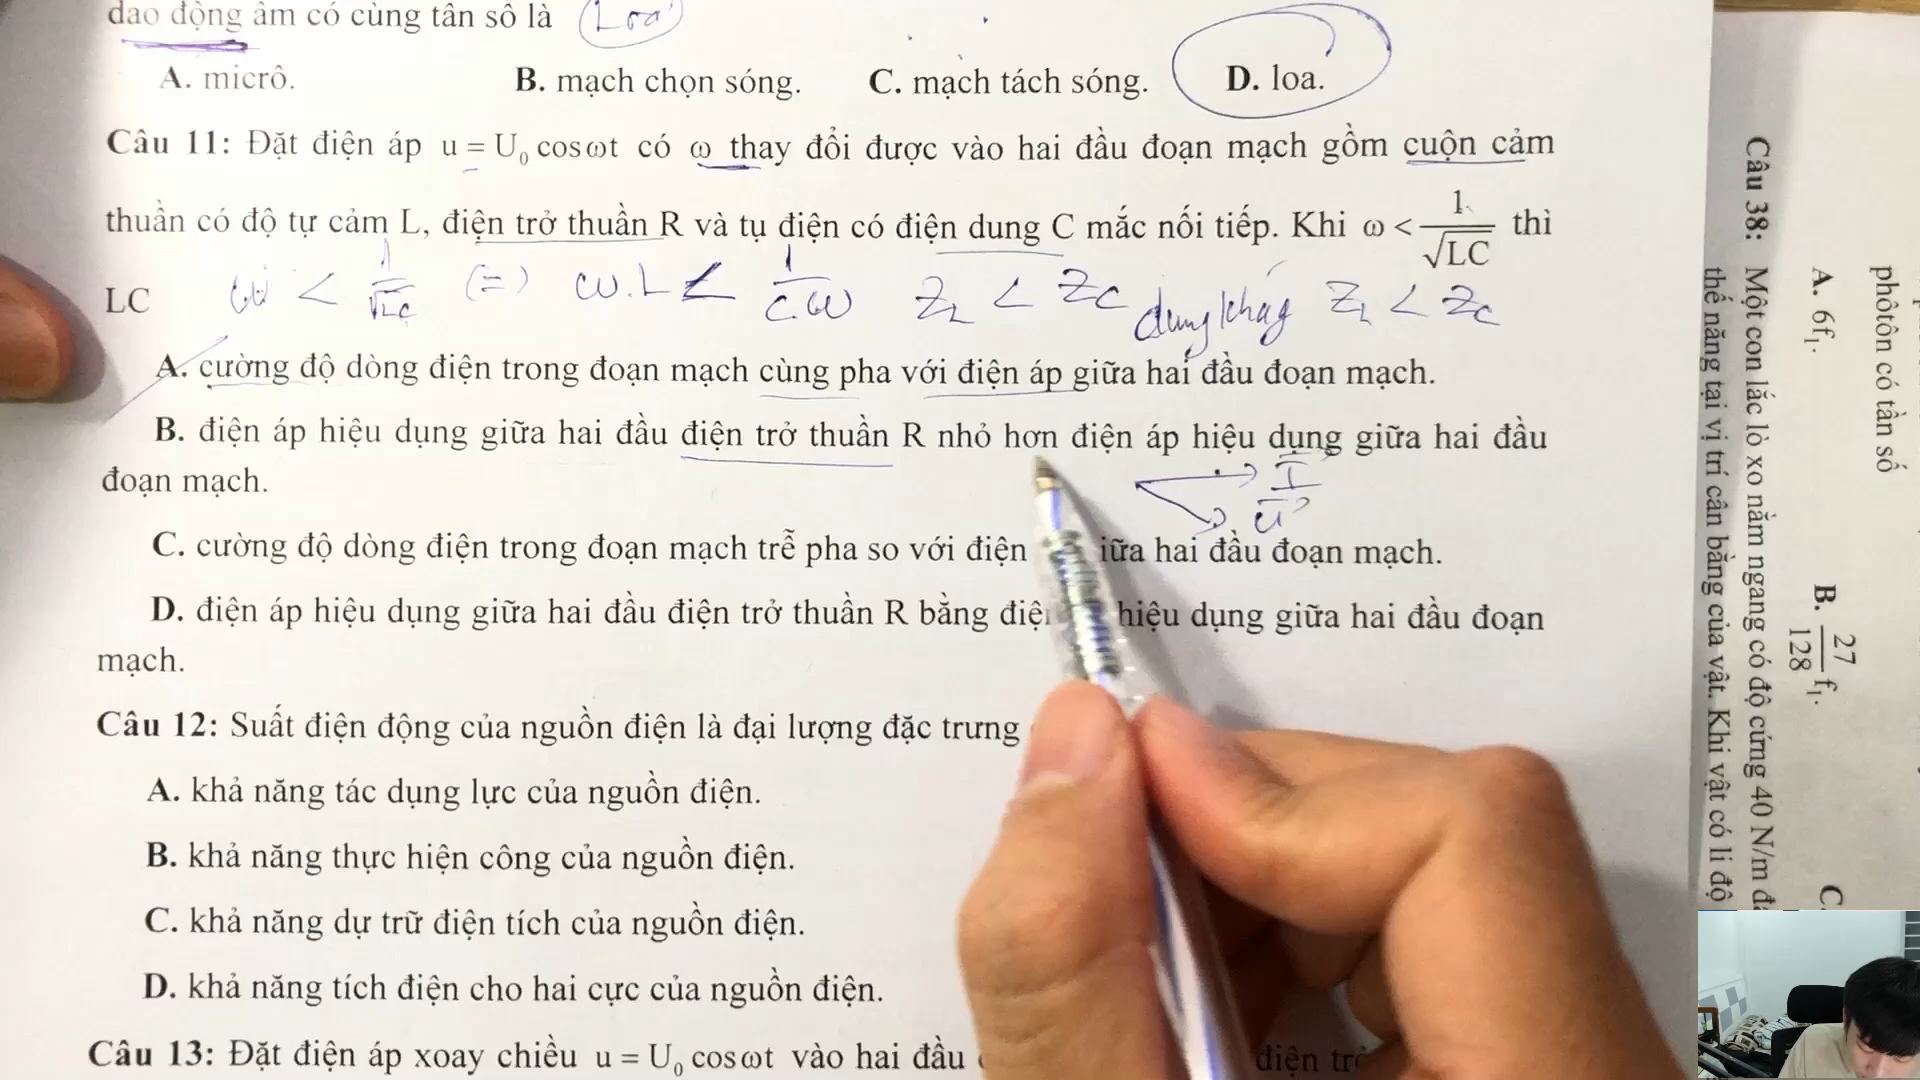 dao động âm có cùng tần số là Loa
A. micrô. B. mạch chọn sóng. C. mạch tách sóng. D. loa.
Câu 11: Đặt điện áp u = U₀ cosωt có ω thay đổi được vào hai đầu đoạn mạch gồm cuộn cảm
thuần có độ tự cảm L, điện trở thuần R và tụ điện có điện dung C mắc nối tiếp. Khi ω < 1/√LC thì
LC ω < 1/√LC (=) ω.L < 1/C.ω Z_L < Z_C dung kháng Z_L < Z_C
A. cường độ dòng điện trong đoạn mạch cùng pha với điện áp giữa hai đầu đoạn mạch.
B. điện áp hiệu dụng giữa hai đầu điện trở thuần R nhỏ hơn điện áp hiệu dụng giữa hai đầu
đoạn mạch.
I
U
C. cường độ dòng điện trong đoạn mạch trễ pha so với điện iữa hai đầu đoạn mạch.
D. điện áp hiệu dụng giữa hai đầu điện trở thuần R bằng điệ hiệu dụng giữa hai đầu đoạn
mạch.
Câu 12: Suất điện động của nguồn điện là đại lượng đặc trưng
A. khả năng tác dụng lực của nguồn điện.
B. khả năng thực hiện công của nguồn điện.
C. khả năng dự trữ điện tích của nguồn điện.
D. khả năng tích điện cho hai cực của nguồn điện.
Câu 13: Đặt điện áp xoay chiều u = U₀ cosωt vào hai đầu điện trở
phôtôn có tần số
A. 6f₁. B. 27/128 f₁. C.
Câu 38: Một con lắc lò xo nằm ngang có độ cứng 40 N/m đ
thế năng tại vị trí cân bằng của vật. Khi vật có li độ